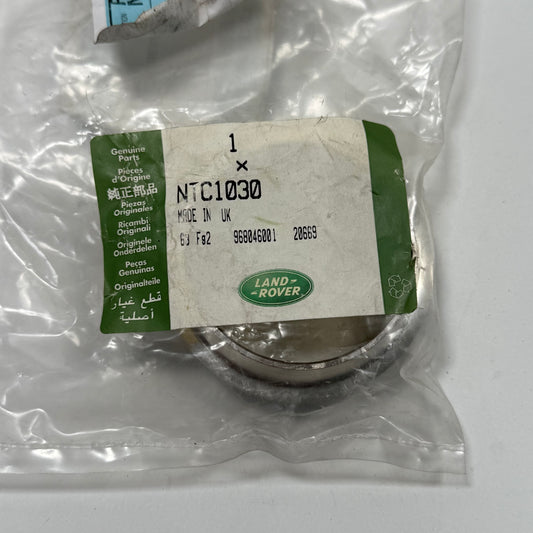 Genuine
Parts
Pièces
d'Origine
純正部品
Piezas
Originales
Ricambi
Originali
Originele
Onderdelen
Peças
Genuinas
Originalteile
قطع غيار
أصلية
1
×
NTC1030
MADE IN UK
968046001 20669
LAND-
-ROVER